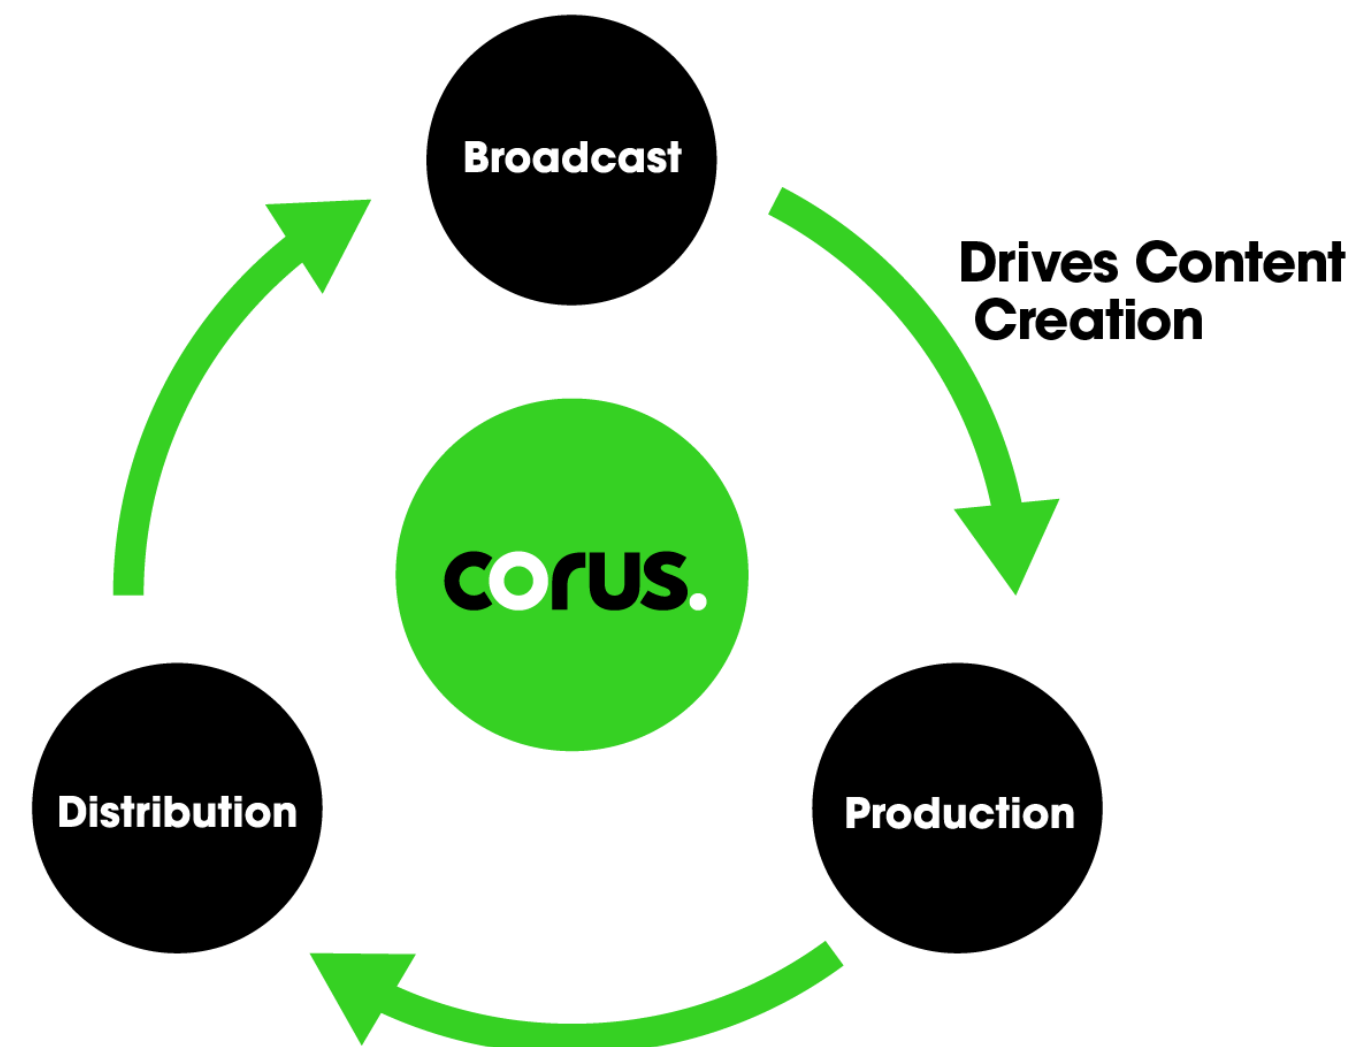 Broadcast
Drives Content
Creation
corus.
Distribution
Production